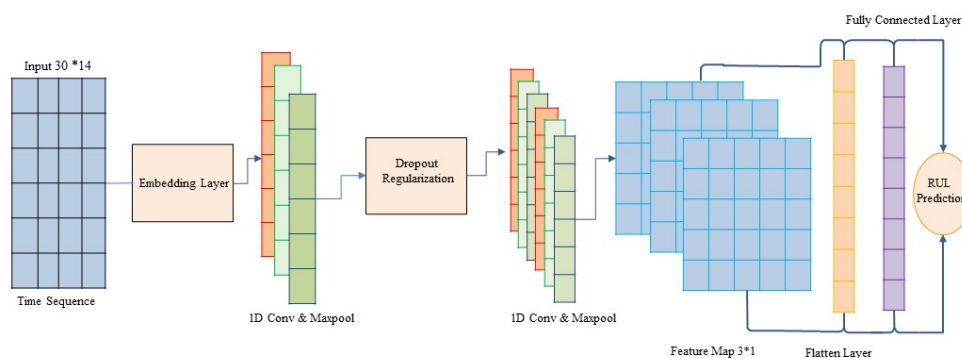 Fully Connected Layer
Input 30 *14
Embedding Layer
Dropout
Regularization
RUL
Prediction
Time Sequence
1D Conv & Maxpool
1D Conv & Maxpool
Feature Map 3*1
Flatten Layer